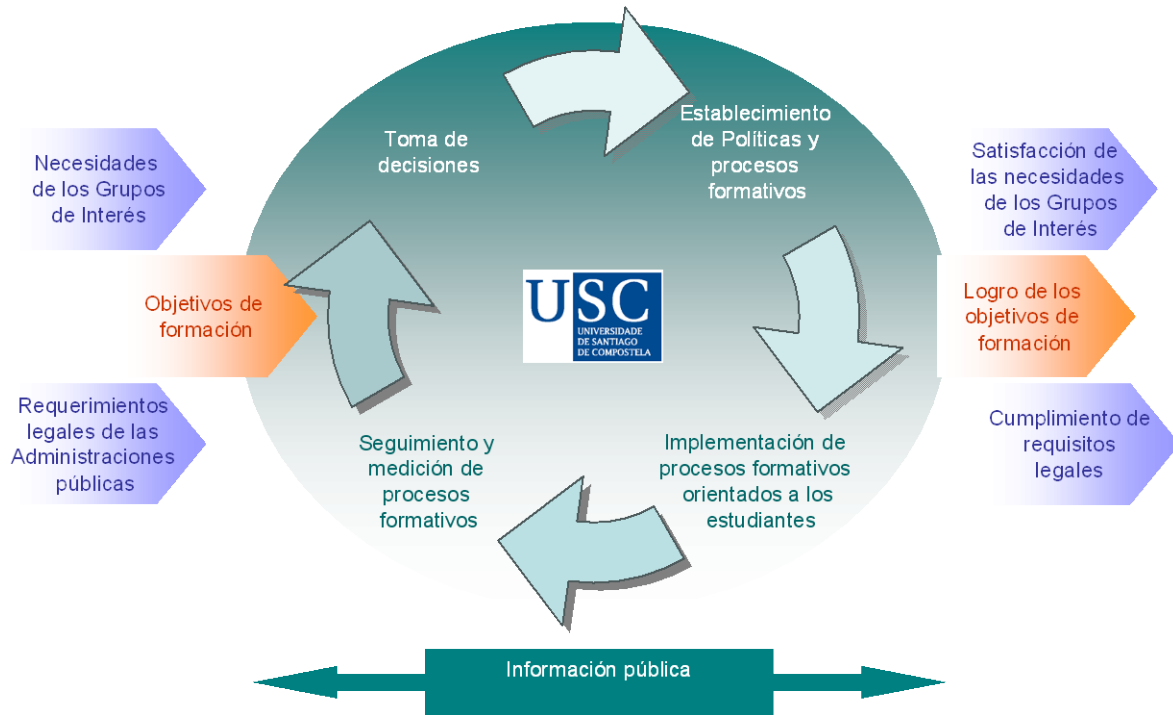 Necesidades
de los Grupos
de Interés
Objetivos de
formación
Requerimientos
legales de las
Administraciones
públicas
Toma de
decisiones
Establecimiento
de Políticas y
procesos
formativos
USC
UNIVERSIDADE
DE SANTIAGO
DE COMPOSTELA
Seguimiento y
medición de
procesos
formativos
Implementación de
procesos formativos
orientados a los
estudiantes
Satisfacción de
las necesidades
de los Grupos
de Interés
Logro de los
objetivos de
formación
Cumplimiento de
requisitos
legales
Información pública